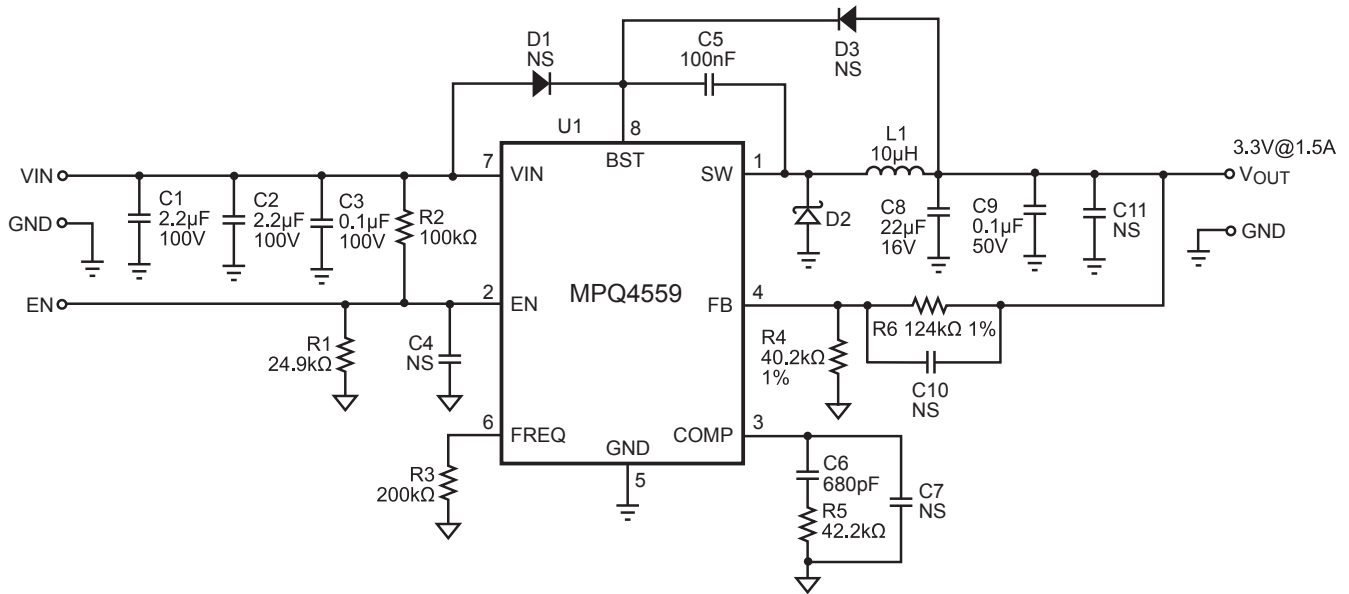 D1
NS
C5
100nF
D3
NS
U1
8
BST
L1
10µH
3.3V@1.5A
VIN
7
VIN
SW
1
VOUT
C1
2.2µF
100V
C2
2.2µF
100V
C3
0.1µF
100V
R2
100kΩ
D2
C8
22µF
16V
C9
0.1µF
50V
C11
NS
GND
GND
EN
2
EN
MPQ4559
FB
4
R1
24.9kΩ
C4
NS
R4
40.2kΩ
1%
R6 124kΩ 1%
C10
NS
6
FREQ
GND
COMP
3
5
R3
200kΩ
C6
680pF
R5
42.2kΩ
C7
NS